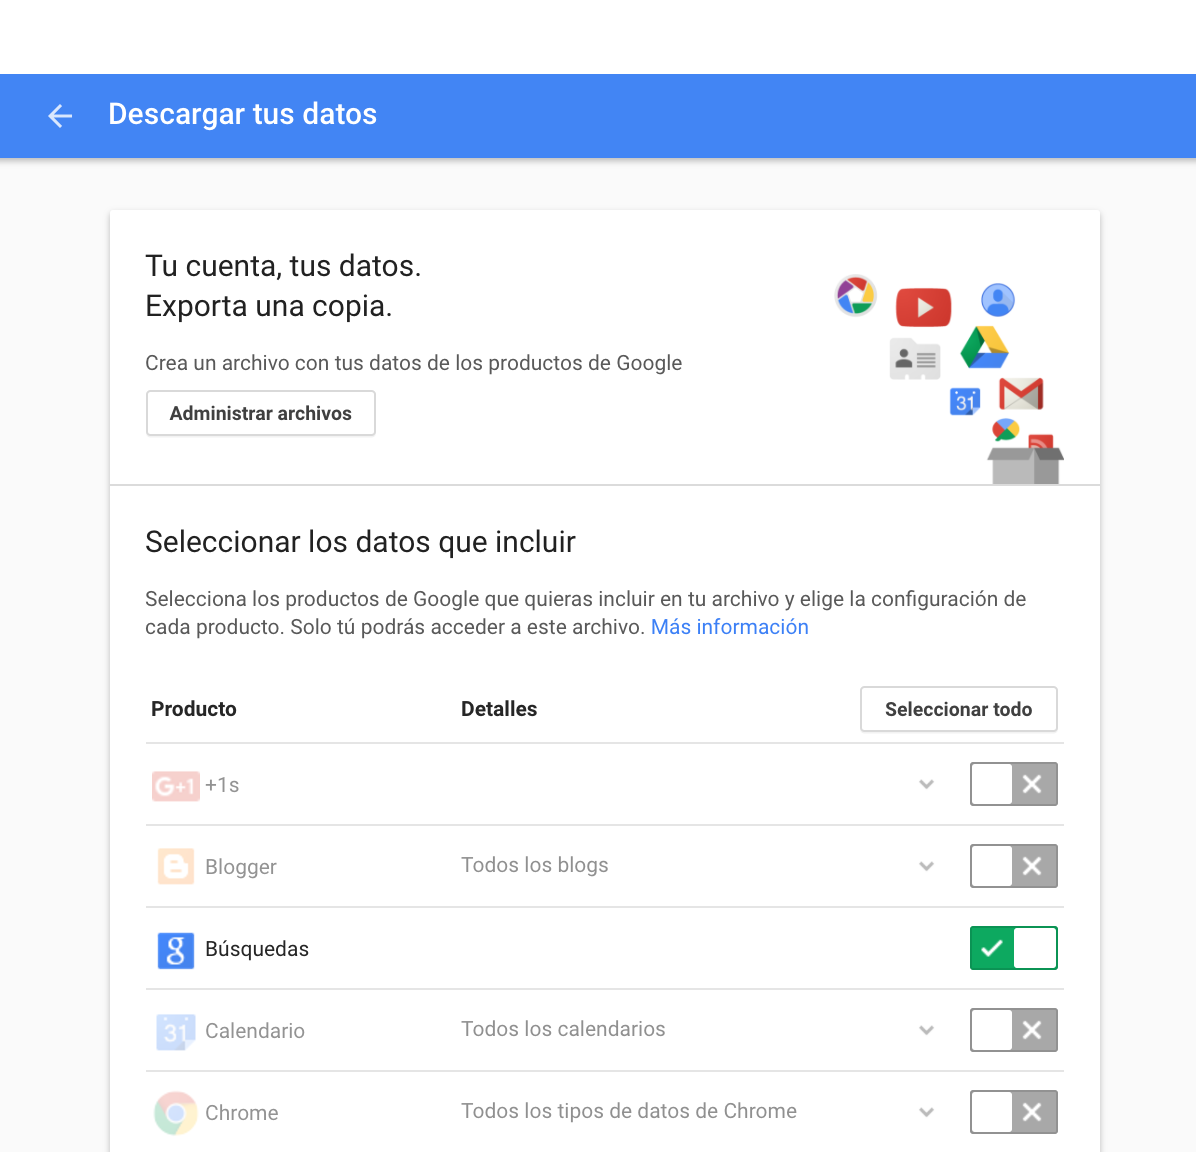 Descargar tus datos
Tu cuenta, tus datos.
Exporta una copia.
Crea un archivo con tus datos de los productos de Google
Administrar archivos
31
Seleccionar los datos que incluir
Selecciona los productos de Google que quieras incluir en tu archivo y elige la configuración de
cada producto. Solo tú podrás acceder a este archivo. Más información
Producto Detalles Seleccionar todo
G+1 +1s
Blogger Todos los blogs
g Búsquedas
31 Calendario Todos los calendarios
Chrome Todos los tipos de datos de Chrome